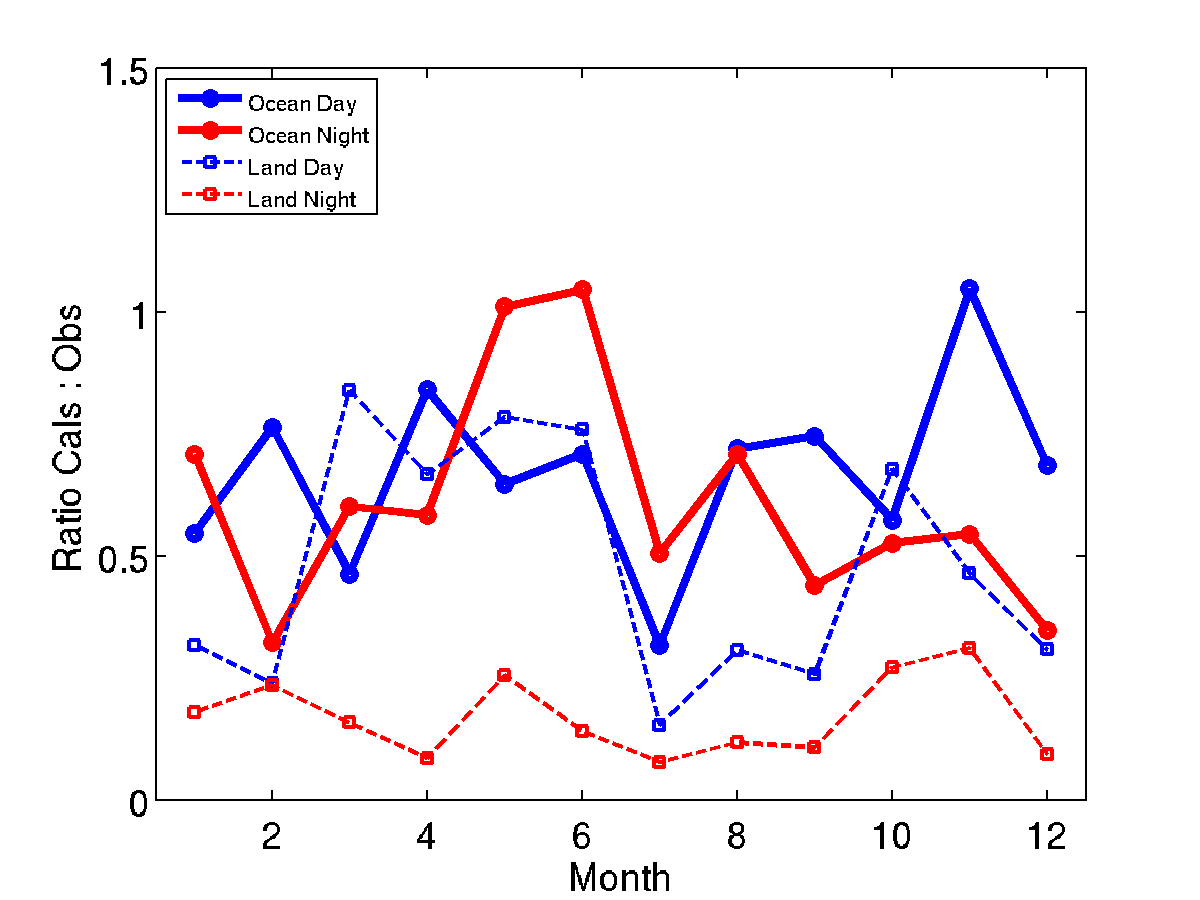 1.5
Ocean Day
Ocean Night
Land Day
Land Night
1
0.5
0
Ratio Cals : Obs
2 4 6 8 10 12
Month